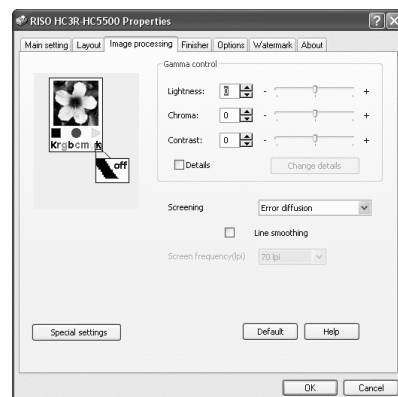 RISO HC3R-HC5500 Properties
Main setting Layout Image processing Finisher Options Watermark About
Gamma control
Lightness: 0 - +
Chroma: 0 - +
Contrast: 0 - +
Details Change details
Krgbcm k
off
Screening Error diffusion
Line smoothing
Screen frequency(lpi) 70 lpi
Special settings Default Help
OK Cancel